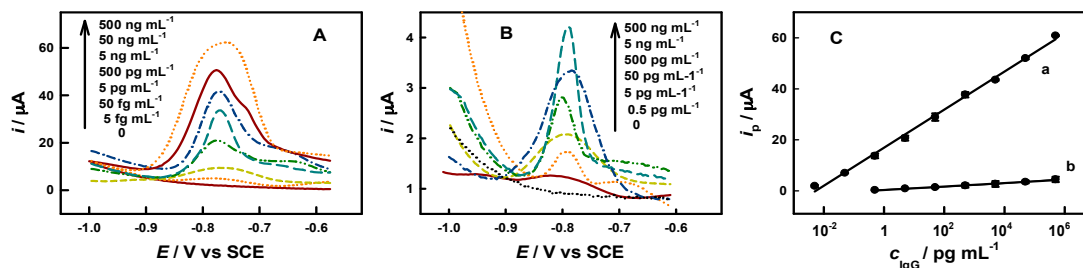 A
500 ng mL⁻¹
50 ng mL⁻¹
5 ng mL⁻¹
500 pg mL⁻¹
5 pg mL⁻¹
50 fg mL⁻¹
5 fg mL⁻¹
0
60
40
20
0
i / µA
-1.0 -0.9 -0.8 -0.7 -0.6
E / V vs SCE
B
500 ng mL⁻¹
5 ng mL⁻¹
500 pg mL⁻¹
50 pg mL-1⁻¹
5 pg mL-1⁻¹
0.5 pg mL⁻¹
0
4
3
2
1
i / µA
-1.0 -0.9 -0.8 -0.7 -0.6
E / V vs SCE
C
a
b
60
40
20
0
iₚ / µA
10⁻² 10⁰ 10² 10⁴ 10⁶
c_IgG / pg mL⁻¹